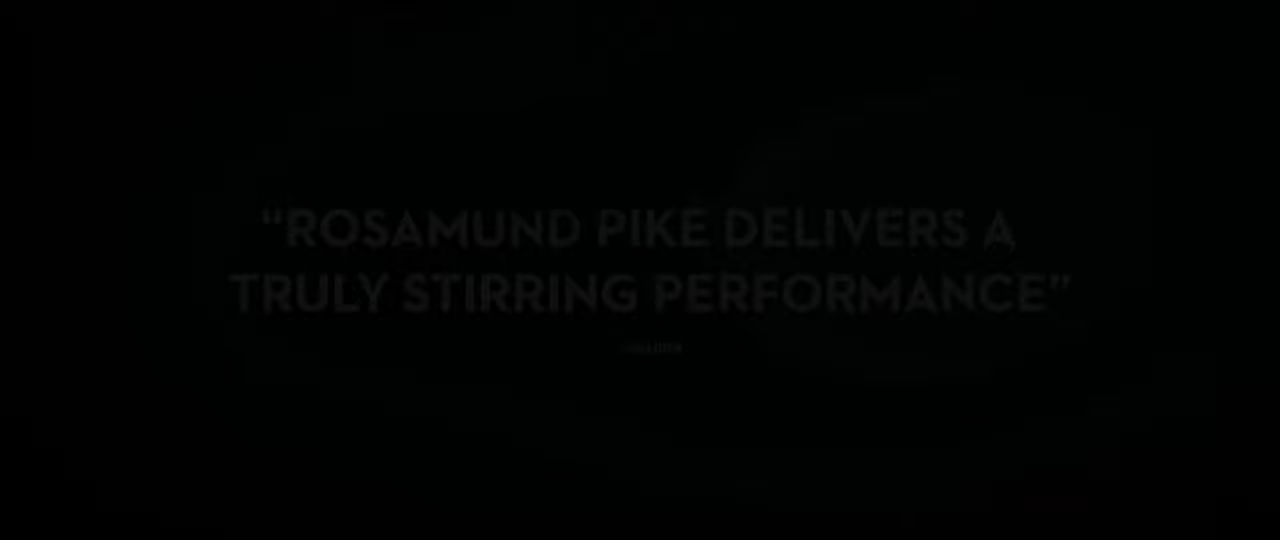 “ROSAMUND PIKE DELIVERS A
TRULY STIRRING PERFORMANCE”